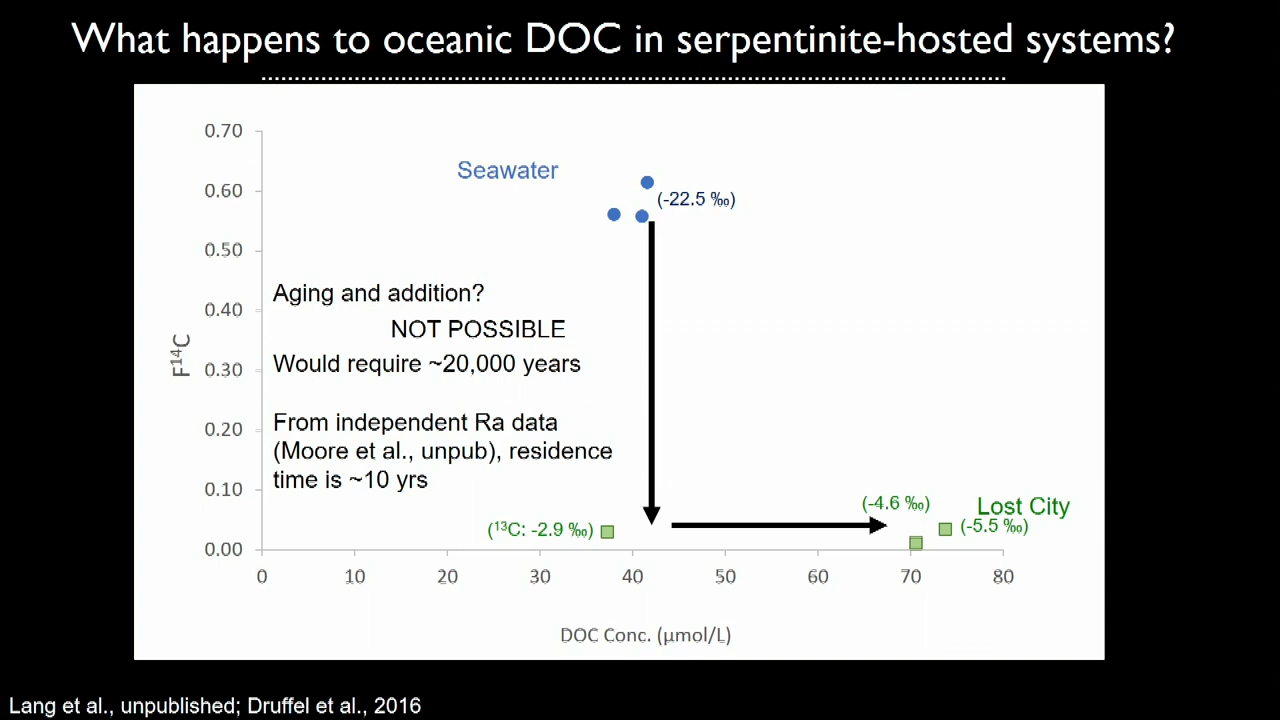 What happens to oceanic DOC in serpentinite-hosted systems?
0.70
0.60
0.50
0.40
0.30
0.20
0.10
0.00
F¹⁴C
Seawater
(-22.5 ‰)
Aging and addition?
NOT POSSIBLE
Would require ~20,000 years
From independent Ra data
(Moore et al., unpub), residence
time is ~10 yrs
(¹³C: -2.9 ‰)
(-4.6 ‰)
Lost City
(-5.5 ‰)
0 10 20 30 40 50 60 70 80
DOC Conc. (µmol/L)
Lang et al., unpublished; Druffel et al., 2016